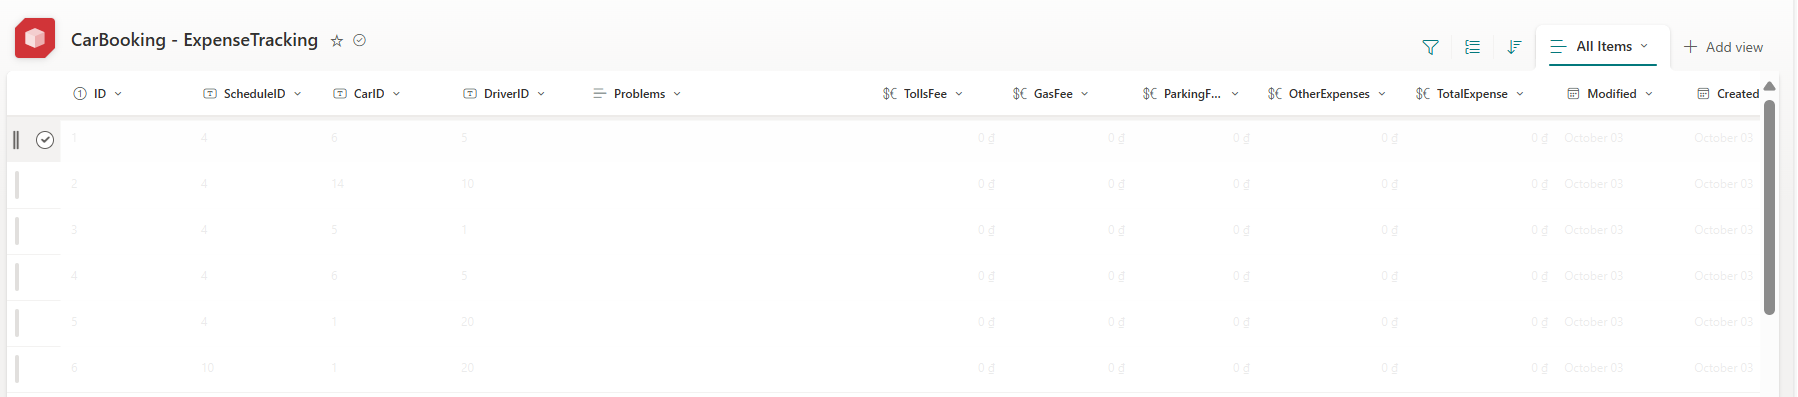 CarBooking - ExpenseTracking
All Items
Add view
ID ScheduleID CarID DriverID Problems TollsFee GasFee ParkingF... OtherExpenses TotalExpense Modified Created
1 4 6 5 0 ₫ 0 ₫ 0 ₫ 0 ₫ 0 ₫ October 03 October 03
2 4 14 10 0 ₫ 0 ₫ 0 ₫ 0 ₫ 0 ₫ October 03 October 03
3 4 5 1 0 ₫ 0 ₫ 0 ₫ 0 ₫ 0 ₫ October 03 October 03
4 4 6 5 0 ₫ 0 ₫ 0 ₫ 0 ₫ 0 ₫ October 03 October 03
5 4 1 20 0 ₫ 0 ₫ 0 ₫ 0 ₫ 0 ₫ October 03 October 03
6 10 1 20 0 ₫ 0 ₫ 0 ₫ 0 ₫ 0 ₫ October 03 October 03